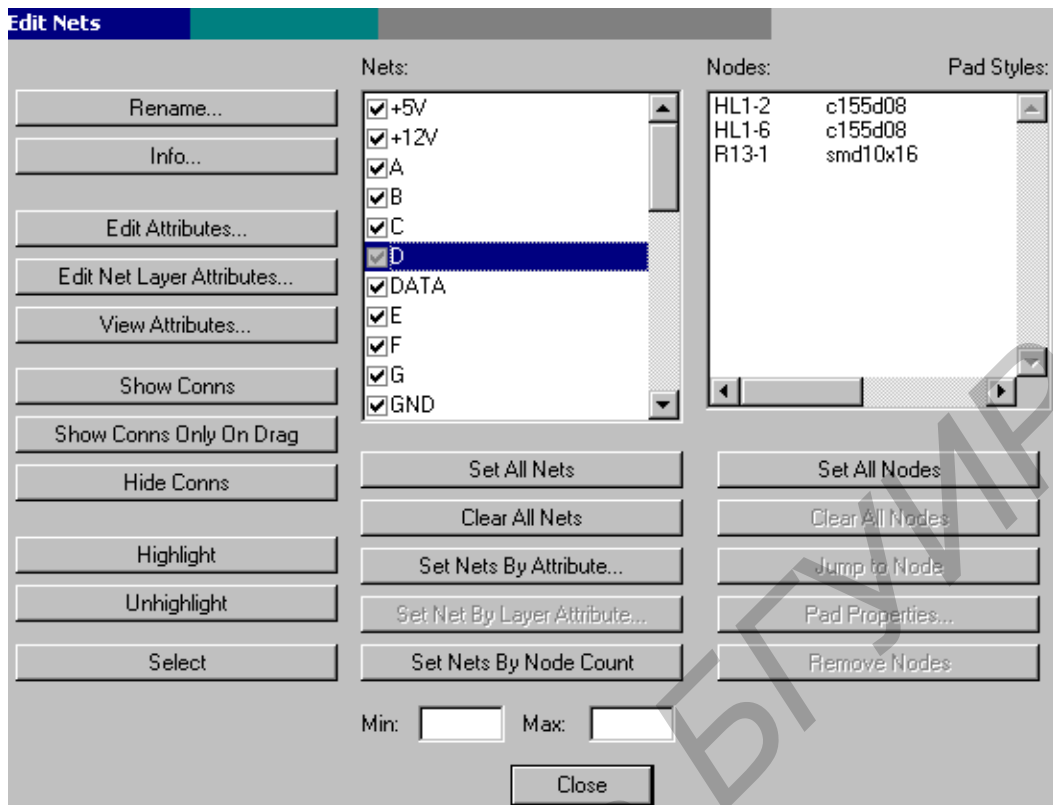 Edit Nets
Nets:
Nodes: Pad Styles:
Rename...
Info...
Edit Attributes...
Edit Net Layer Attributes...
View Attributes...
Show Conns
Show Conns Only On Drag
Hide Conns
Highlight
Unhighlight
Select
+5V
+12V
A
B
C
D
DATA
E
F
G
GND
HL1-2 c155d08
HL1-6 c155d08
R13-1 smd10x16
Set All Nets
Clear All Nets
Set Nets By Attribute...
Set Net By Layer Attribute...
Set Nets By Node Count
Set All Nodes
Clear All Nodes
Jump to Node
Pad Properties...
Remove Nodes
Min: Max:
Close
БГУИР